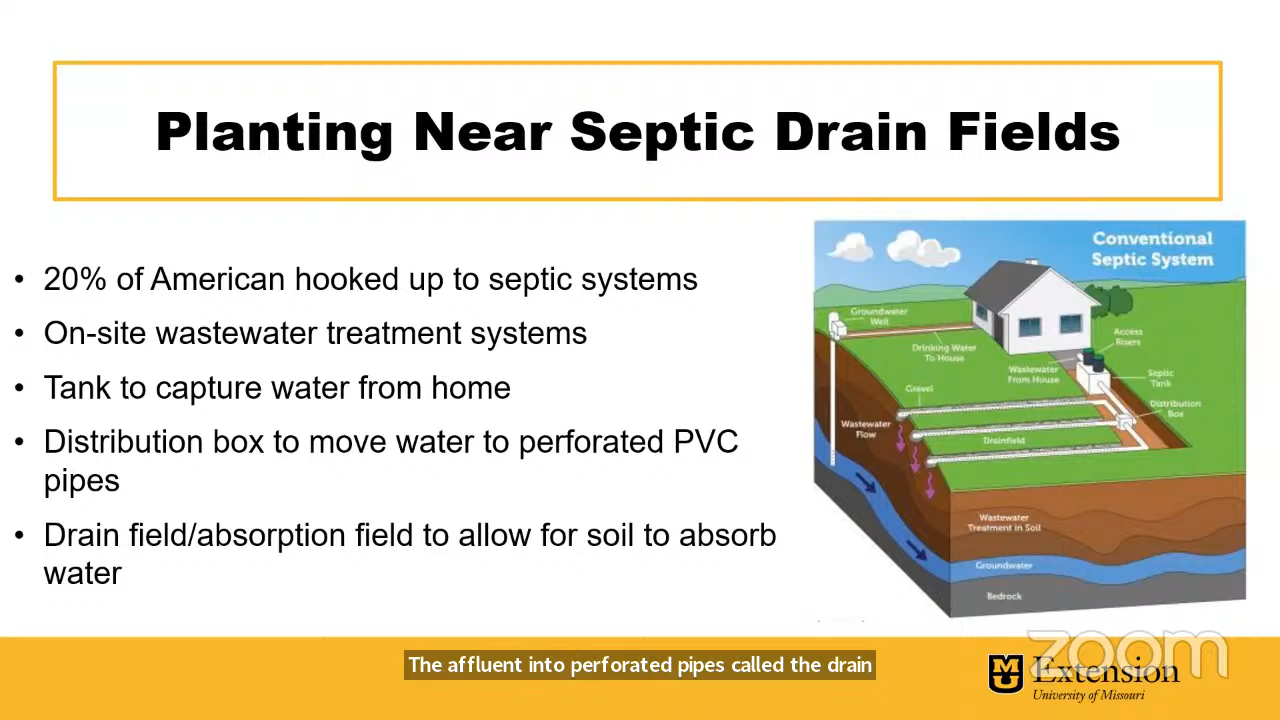 Planting Near Septic Drain Fields
• 20% of American hooked up to septic systems
• On-site wastewater treatment systems
• Tank to capture water from home
• Distribution box to move water to perforated PVC
pipes
• Drain field/absorption field to allow for soil to absorb
water
Conventional
Septic System
Groundwater
Well
Drinking Water
To House
Access
Risers
Wastewater
From House
Septic
Tank
Gravel
Distribution
Box
Wastewater
Flow
Drainfield
Wastewater
Treatment in Soil
Groundwater
Bedrock
The affluent into perforated pipes called the drain
zoom
MU
Extension
University of Missouri